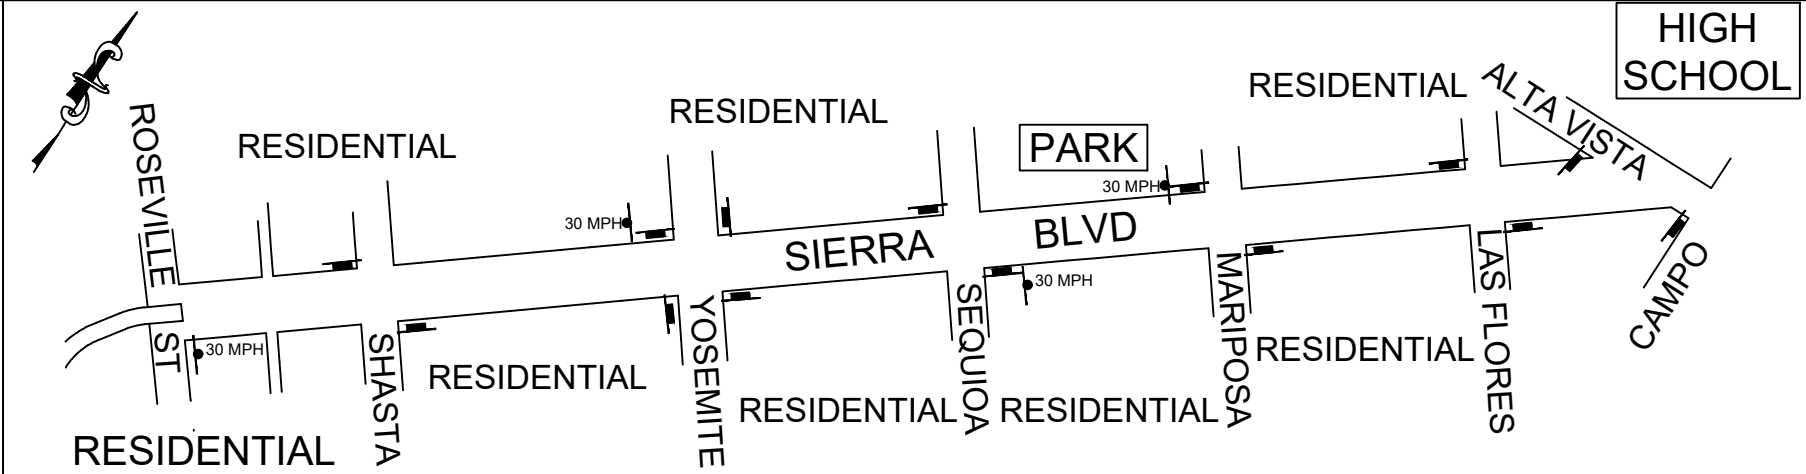 HIGH
SCHOOL
ALTA VISTA
RESIDENTIAL
RESIDENTIAL
ROSEVILLE
RESIDENTIAL
PARK
30 MPH
30 MPH
SIERRA
BLVD
30 MPH
ST
30 MPH
SHASTA
YOSEMITE
SEQUIOA
MARIPOSA
LAS FLORES
CAMPO
RESIDENTIAL
RESIDENTIAL
RESIDENTIAL
RESIDENTIAL
RESIDENTIAL